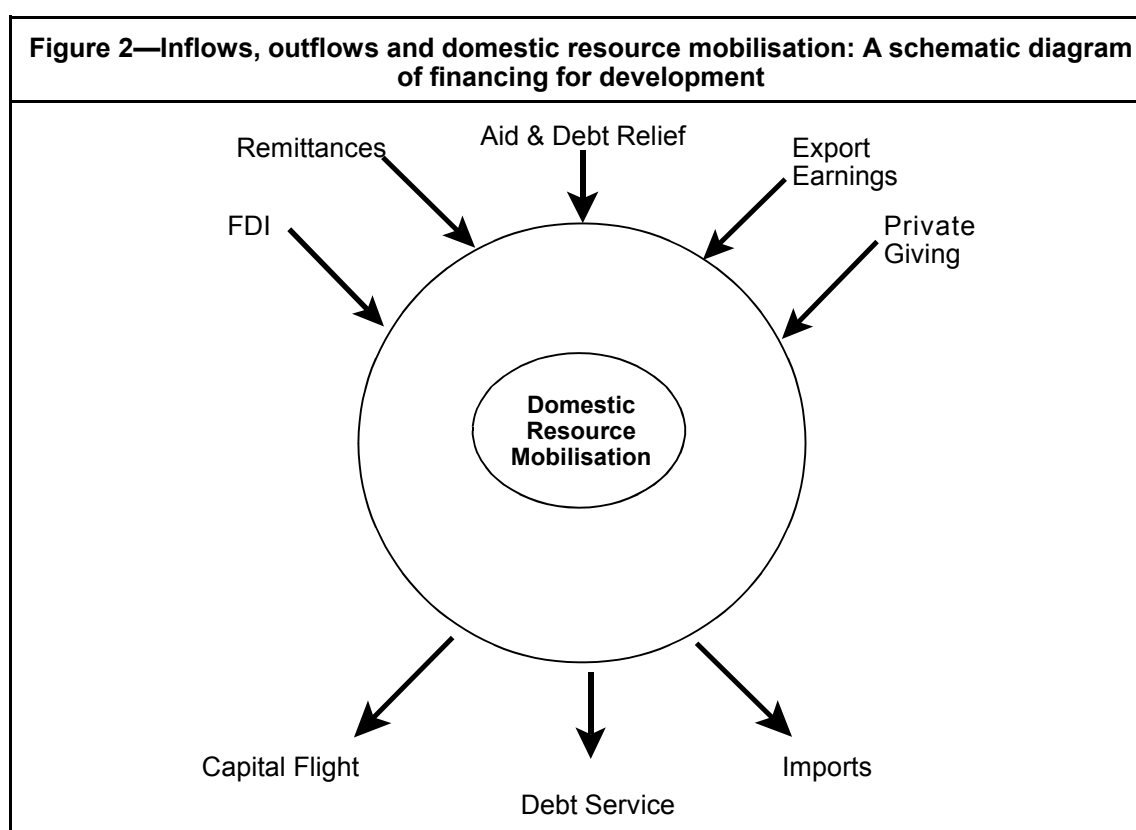 Figure 2—Inflows, outflows and domestic resource mobilisation: A schematic diagram
of financing for development
Remittances
Aid & Debt Relief
Export
Earnings
FDI
Private
Giving
Domestic
Resource
Mobilisation
Capital Flight
Debt Service
Imports